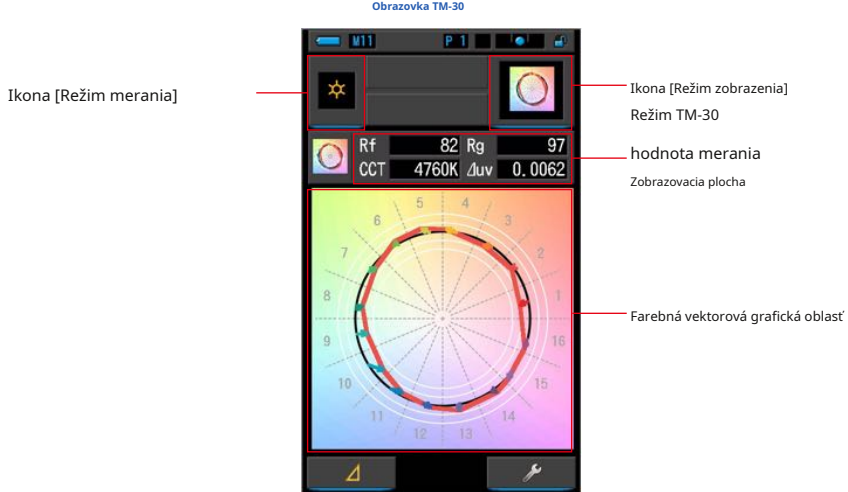 Obrazovka TM-30
M11 P 1
Ikona [Režim merania]
Ikona [Režim zobrazenia]
Režim TM-30
Rf 82 Rg 97
CCT 4760K ⊿uv 0.0062
hodnota merania
Zobrazovacia plocha
5 4
6 3
7 2
8 1
9 16
10 15
11 14
12 13
Farebná vektorová grafická oblasť